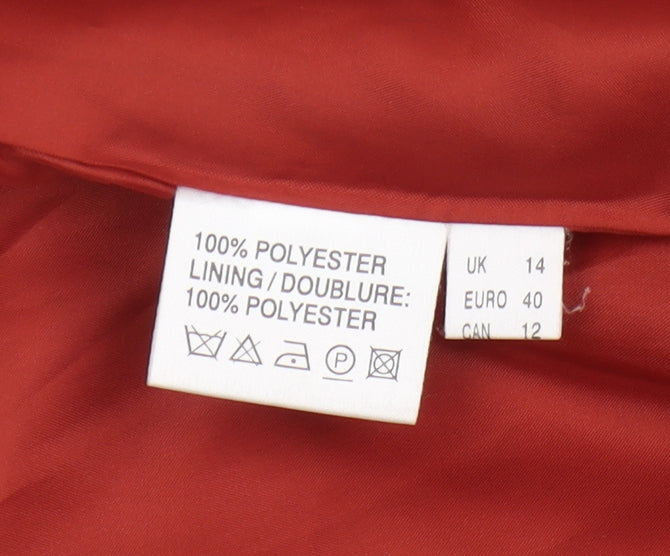 100% POLYESTER
LINING / DOUBLURE:
100% POLYESTER
P
UK 14
EURO 40
CAN 12